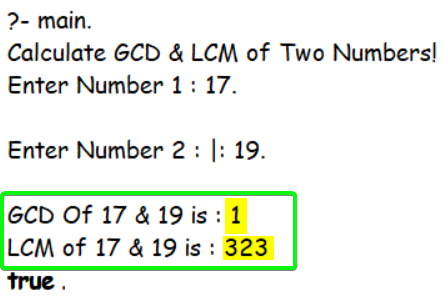 ?- main.
Calculate GCD & LCM of Two Numbers!
Enter Number 1 : 17.
Enter Number 2 : |: 19.
GCD Of 17 & 19 is : 1
LCM of 17 & 19 is : 323
true .